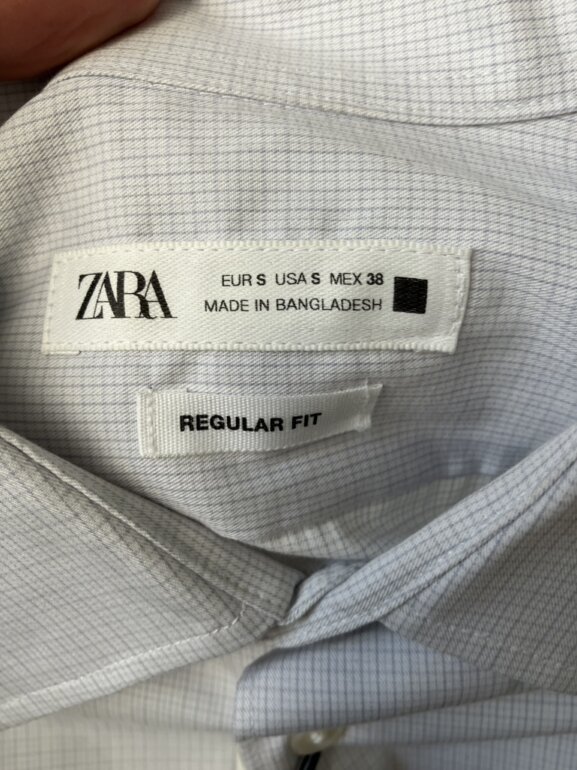 ZARA
EUR S USA S MEX 38
MADE IN BANGLADESH
REGULAR FIT